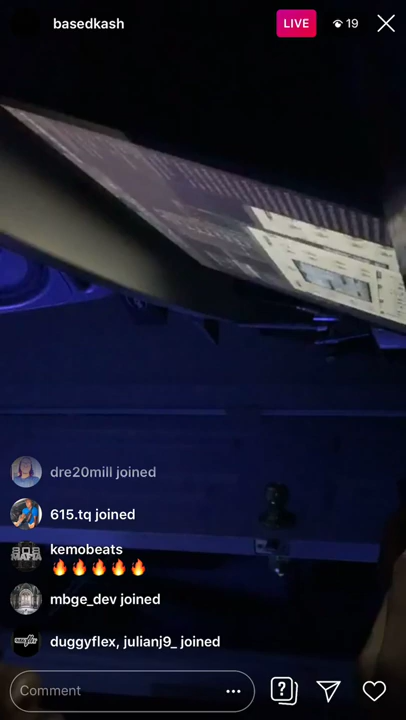 basedkash
LIVE
19
dre20mill joined
615.tq joined
kemobeats
🔥🔥🔥🔥🔥
mbge_dev joined
duggyflex, julianj9_ joined
Comment